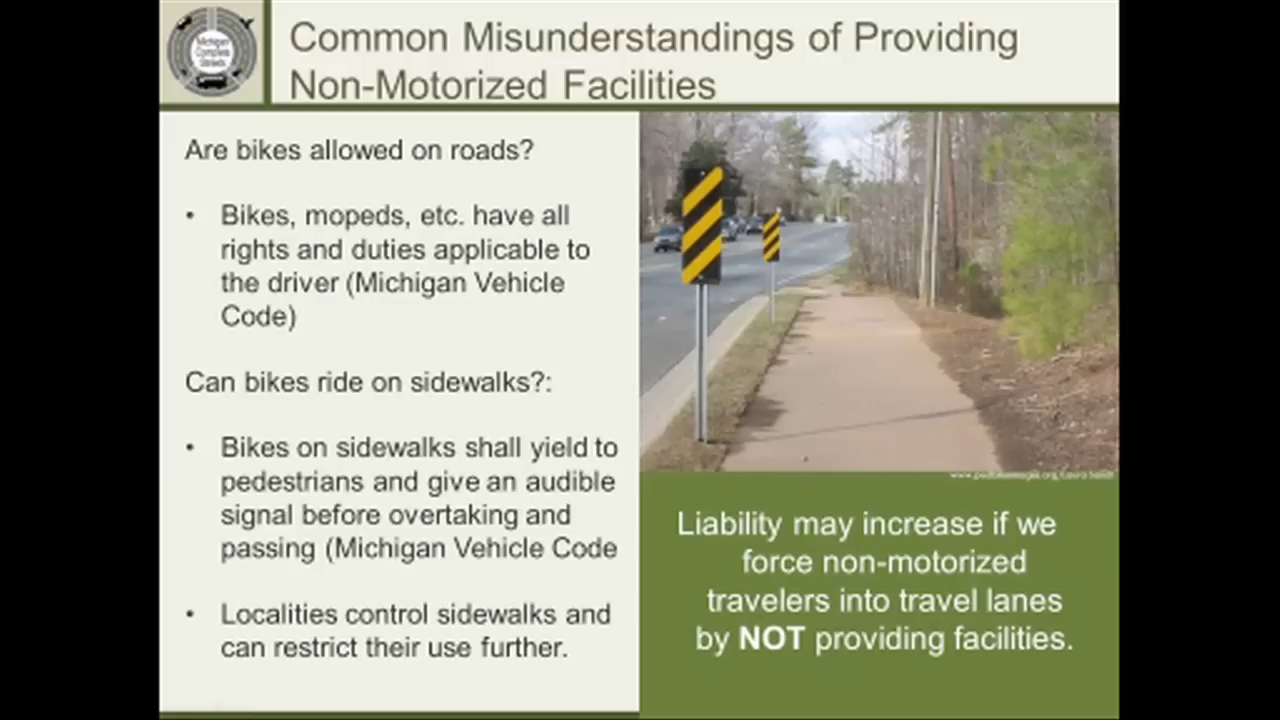 Michigan
Complete
Streets
Common Misunderstandings of Providing
Non-Motorized Facilities
Are bikes allowed on roads?
• Bikes, mopeds, etc. have all
rights and duties applicable to
the driver (Michigan Vehicle
Code)
Can bikes ride on sidewalks?:
• Bikes on sidewalks shall yield to
pedestrians and give an audible
signal before overtaking and
passing (Michigan Vehicle Code
• Localities control sidewalks and
can restrict their use further.
Liability may increase if we
force non-motorized
travelers into travel lanes
by NOT providing facilities.